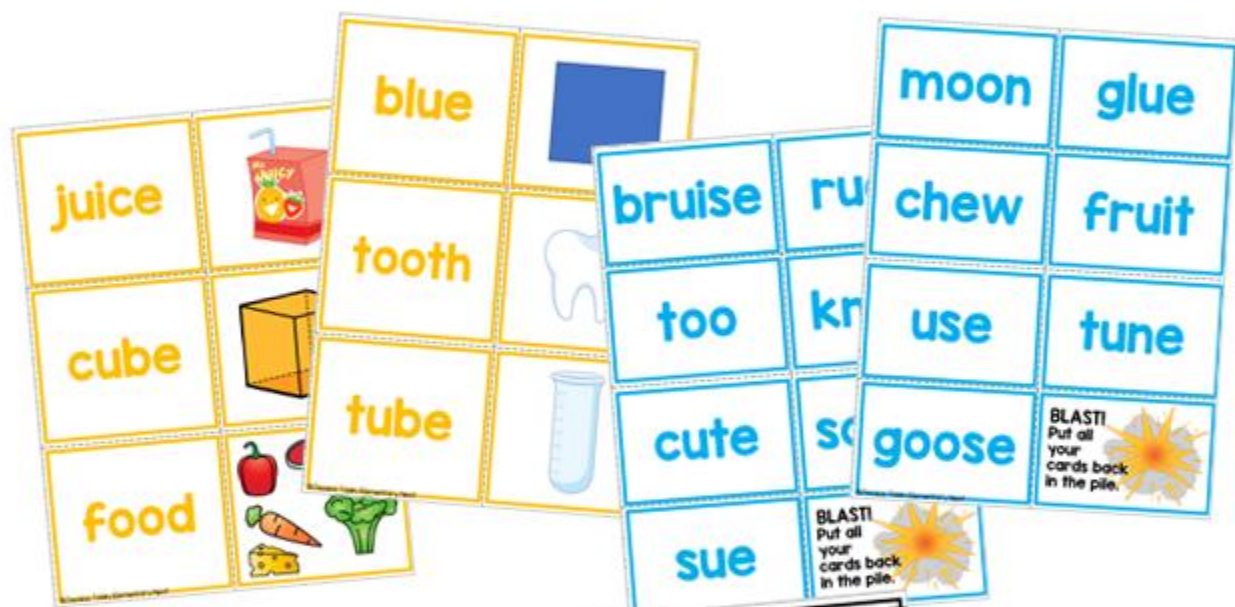 juice
cube
food
blue
tooth
tube
bruise
too
cute
sue
BLAST!
Put all
your
cards back
in the pile.
moon
glue
chew
fruit
use
tune
goose
BLAST!
Put all
your
cards back
in the pile.